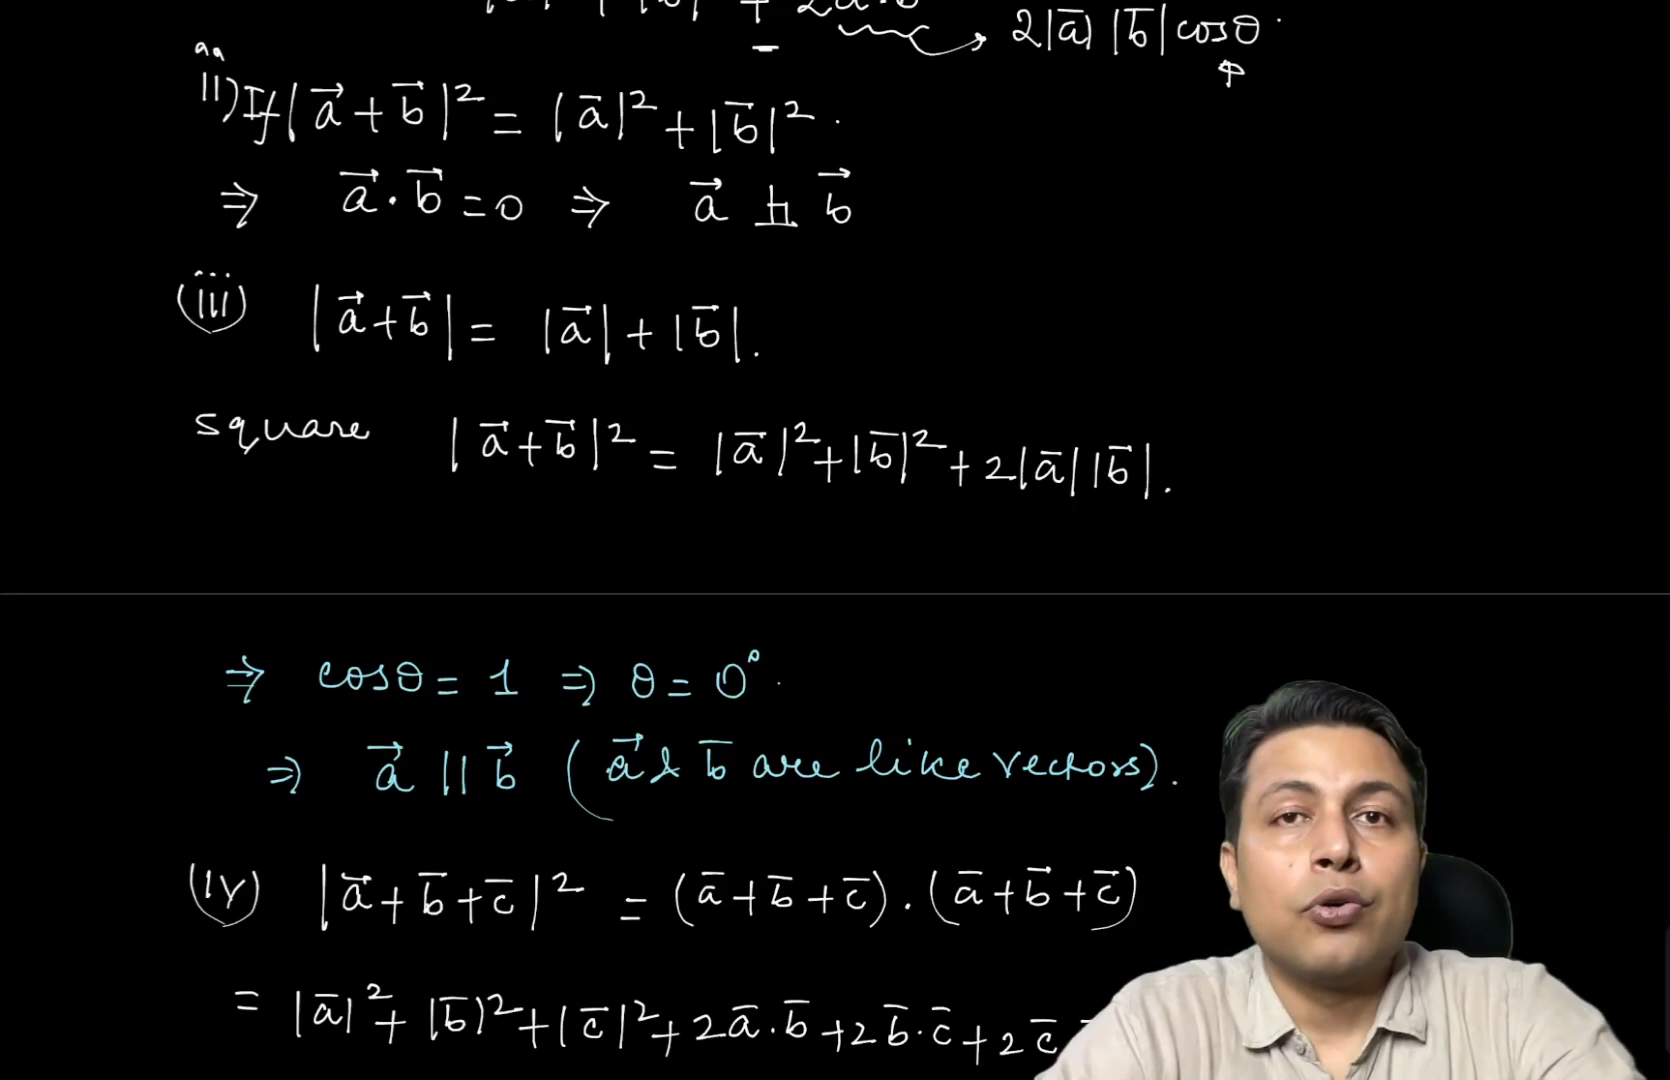 2|a̅| |b̅| cosθ
ii) If |a⃗ + b⃗|² = |a̅|² + |b̅|².
⇒ a⃗ · b⃗ = 0 ⇒ a⃗ ⊥ b⃗
(iii) |a⃗ + b⃗| = |a⃗| + |b̅|.
square |a⃗ + b⃗|² = |a̅|² + |b̅|² + 2|a̅| |b̅|.
⇒ cosθ = 1 ⇒ θ = 0°.
⇒ a⃗ || b⃗ (a⃗ & b̅ are like vectors).
(iv) |a̅ + b̅ + c̅|² = (a̅ + b̅ + c̅) · (a̅ + b̅ + c̅)
= |a̅|² + |b̅|² + |c̅|² + 2a̅ · b̅ + 2b̅ · c̅ + 2c̅